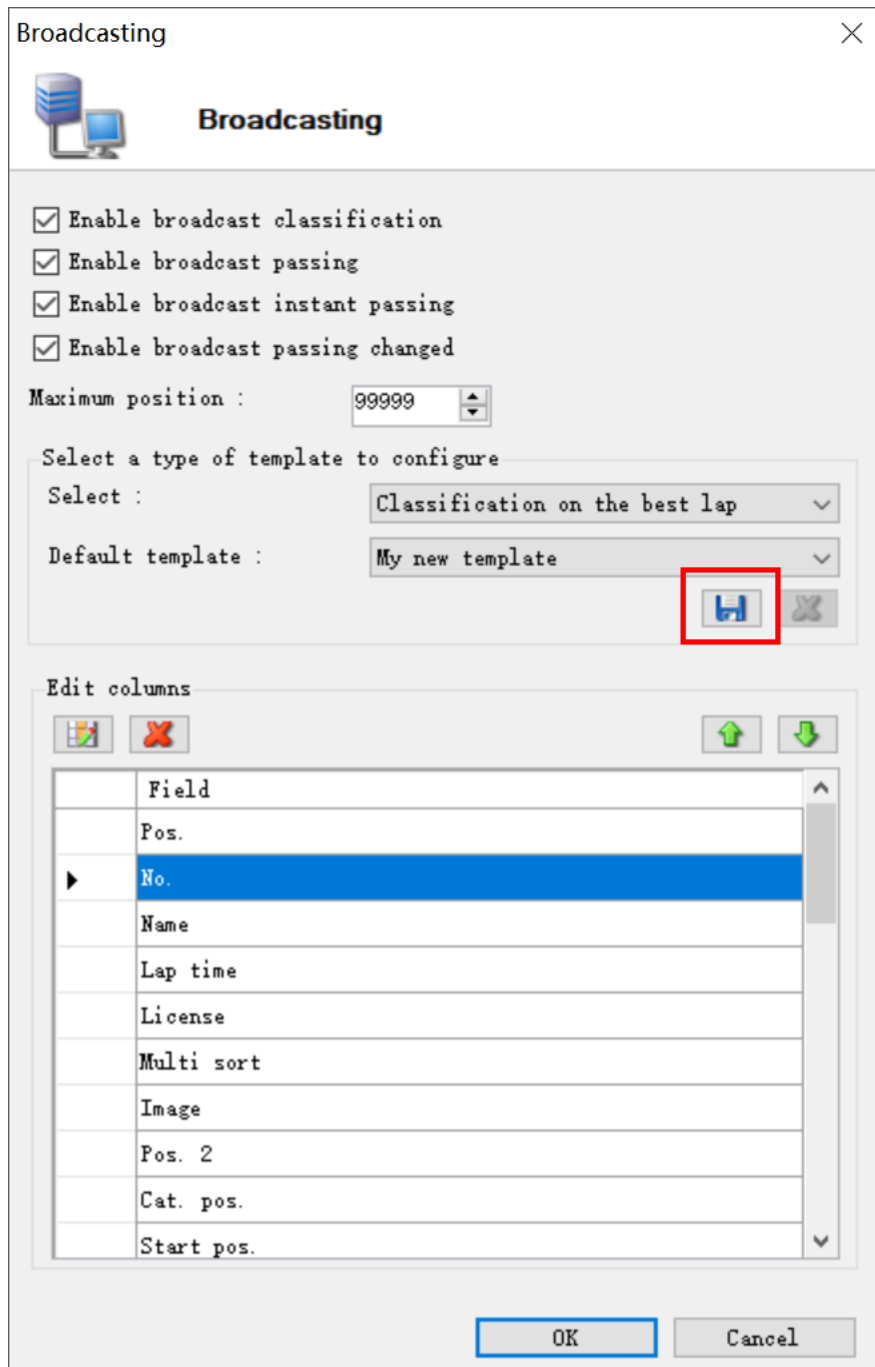 Broadcasting
Broadcasting
Enable broadcast classification
Enable broadcast passing
Enable broadcast instant passing
Enable broadcast passing changed
Maximum position : 99999
Select a type of template to configure
Select : Classification on the best lap
Default template : My new template
Edit columns
Field
Pos.
No.
Name
Lap time
License
Multi sort
Image
Pos. 2
Cat. pos.
Start pos.
OK Cancel